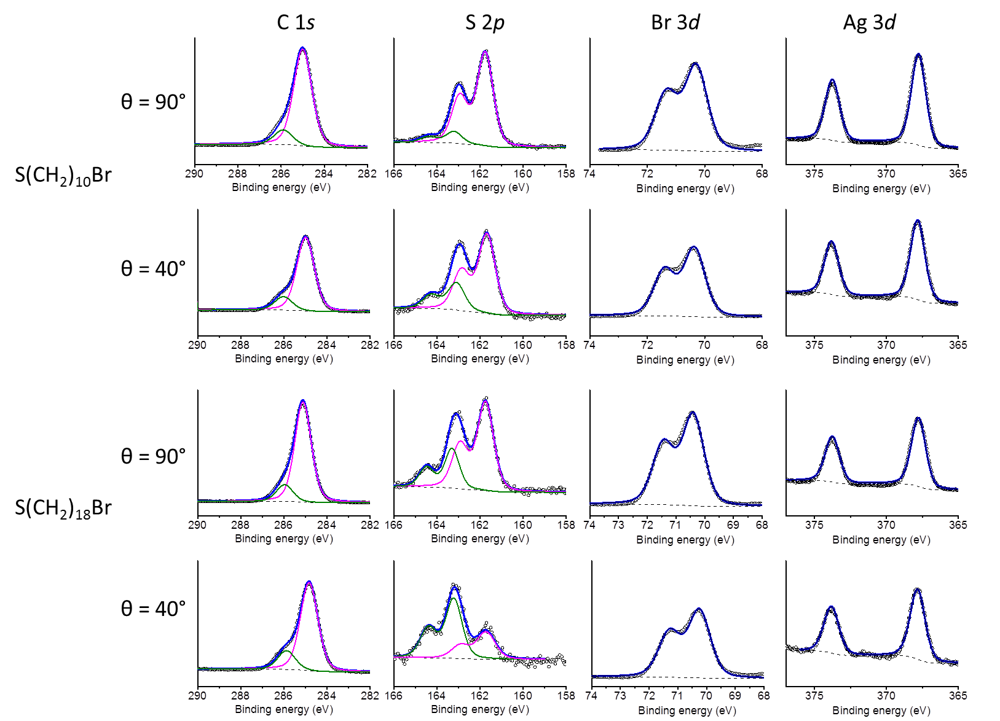 C 1s S 2p Br 3d Ag 3d
θ = 90°
290 288 286 284 282 166 164 162 160 158 72 70 68 375 370 365
Binding energy (eV) Binding energy (eV) Binding energy (eV) Binding energy (eV)
S(CH₂)₁₀Br
θ = 40°
290 288 286 284 282 166 164 162 160 158 74 72 70 68 375 370 365
Binding energy (eV) Binding energy (eV) Binding energy (eV) Binding energy (eV)
θ = 90°
S(CH₂)₁₈Br
290 288 286 284 282 166 164 162 160 158 74 73 72 71 70 69 68 375 370 365
Binding energy (eV) Binding energy (eV) Binding energy (eV) Binding energy (eV)
θ = 40°
290 288 286 284 282 166 164 162 160 158 74 73 72 71 70 69 68 375 370 365
Binding energy (eV) Binding energy (eV) Binding energy (eV) Binding energy (eV)